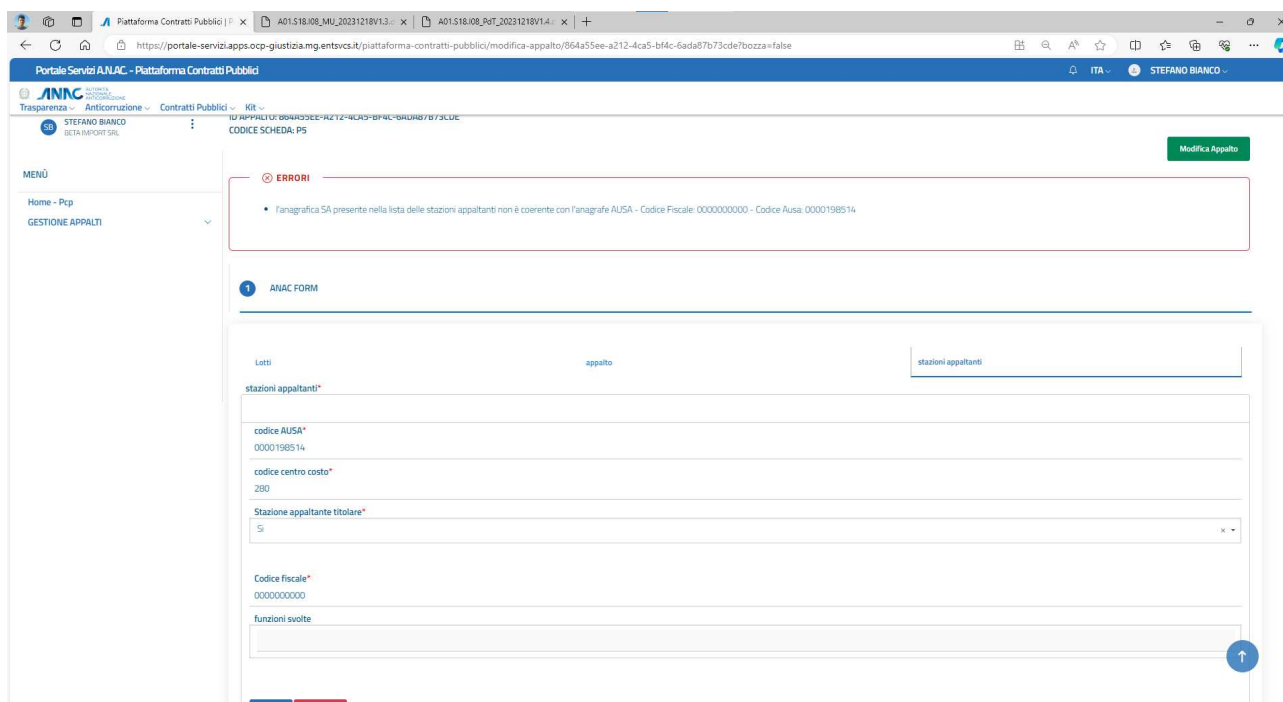 Piattaforma Contratti Pubblici | P
A01.S18.I08_MU_20231218V1.3.
A01.S18.I08_PdT_20231218V1.4.
https://portale-servizi.apps.ocp-giustizia.mg.entsvcs.it/piattaforma-contratti-pubblici/modifica-appalto/864a55ee-a212-4ca5-bf4c-6ada87b73cde?bozza=false
Portale Servizi A.N.AC. - Piattaforma Contratti Pubblici
ITA
STEFANO BIANCO
ANAC AUTORITÀ NAZIONALE ANTICORRUZIONE
Trasparenza Anticorruzione Contratti Pubblici Kit
SB STEFANO BIANCO
BETA IMPORT SRL
ID APPALTO: 864A55EE-A212-4CA5-BF4C-6ADA87B73CDE
CODICE SCHEDA: P5
Modifica Appalto
MENÙ
Home - Pcp
GESTIONE APPALTI
ERRORI
• l'anagrafica SA presente nella lista delle stazioni appaltanti non è coerente con l'anagrafe AUSA - Codice Fiscale: 0000000000 - Codice Ausa: 0000198514
1 ANAC FORM
Lotti appalto stazioni appaltanti
stazioni appaltanti*
codice AUSA*
0000198514
codice centro costo*
280
Stazione appaltante titolare*
Si
Codice fiscale*
0000000000
funzioni svolte